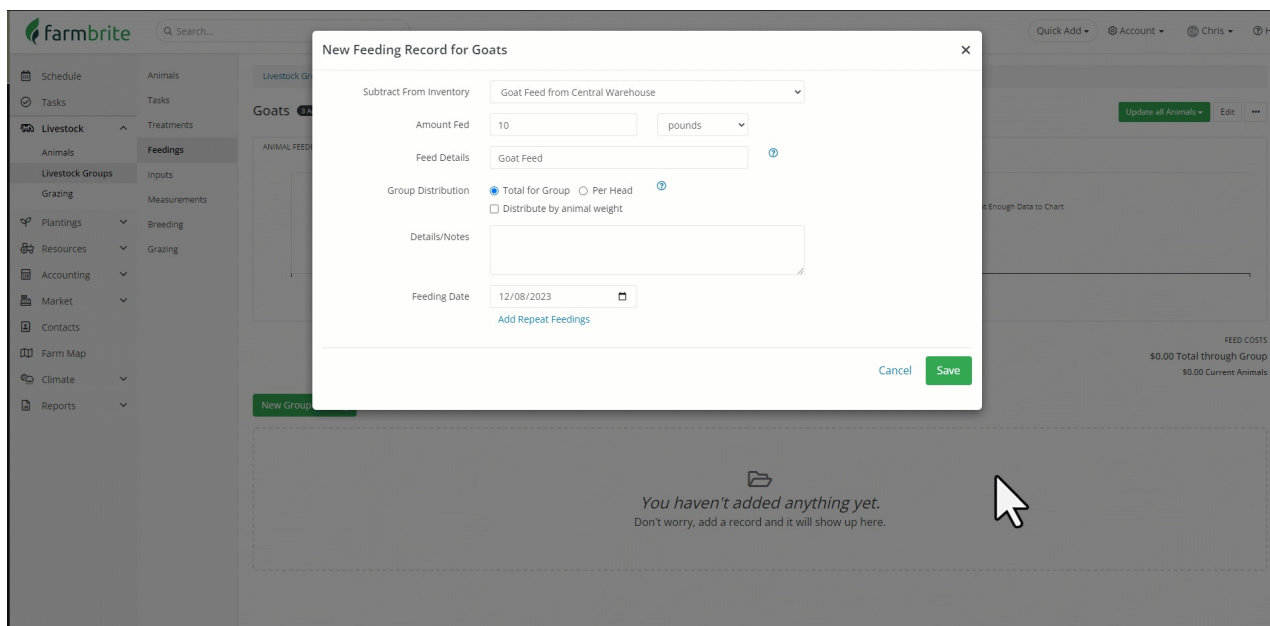 farmbrite
Search...
Quick Add
Account
Chris
Schedule
Tasks
Livestock
Animals
Livestock Groups
Grazing
Plantings
Resources
Accounting
Market
Contacts
Farm Map
Climate
Reports
Animals
Tasks
Treatments
Feedings
Inputs
Measurements
Breeding
Grazing
Livestock Gr
Goats
Update all Animals
Edit
ANIMAL FEED
New Feeding Record for Goats
Subtract From Inventory
Goat Feed from Central Warehouse
Amount Fed
10
pounds
Feed Details
Goat Feed
Group Distribution
Total for Group
Per Head
Distribute by animal weight
Details/Notes
Feeding Date
12/08/2023
Add Repeat Feedings
Cancel
Save
Enough Data to Chart
FEED COSTS
$0.00 Total through Group
$0.00 Current Animals
New Group
You haven't added anything yet.
Don't worry, add a record and it will show up here.